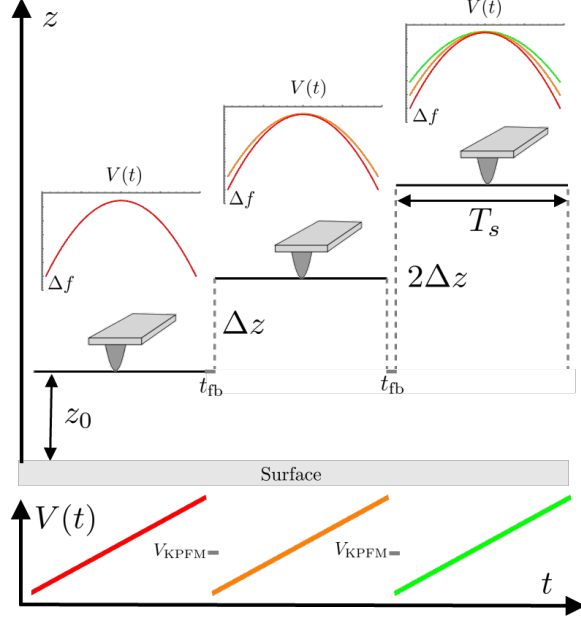 z
V(t)
Δf
V(t)
Δf
V(t)
Δf
T_s
2Δz
Δz
t_fb
t_fb
z_0
Surface
V(t)
V_KPFM
V_KPFM
t